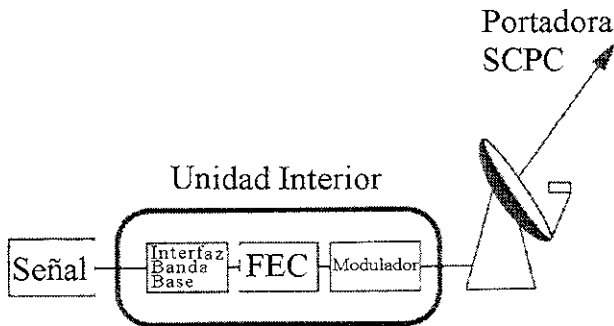 Portadora
SCPC
Unidad Interior
Señal
Interfaz
Banda
Base
FEC
Modulador